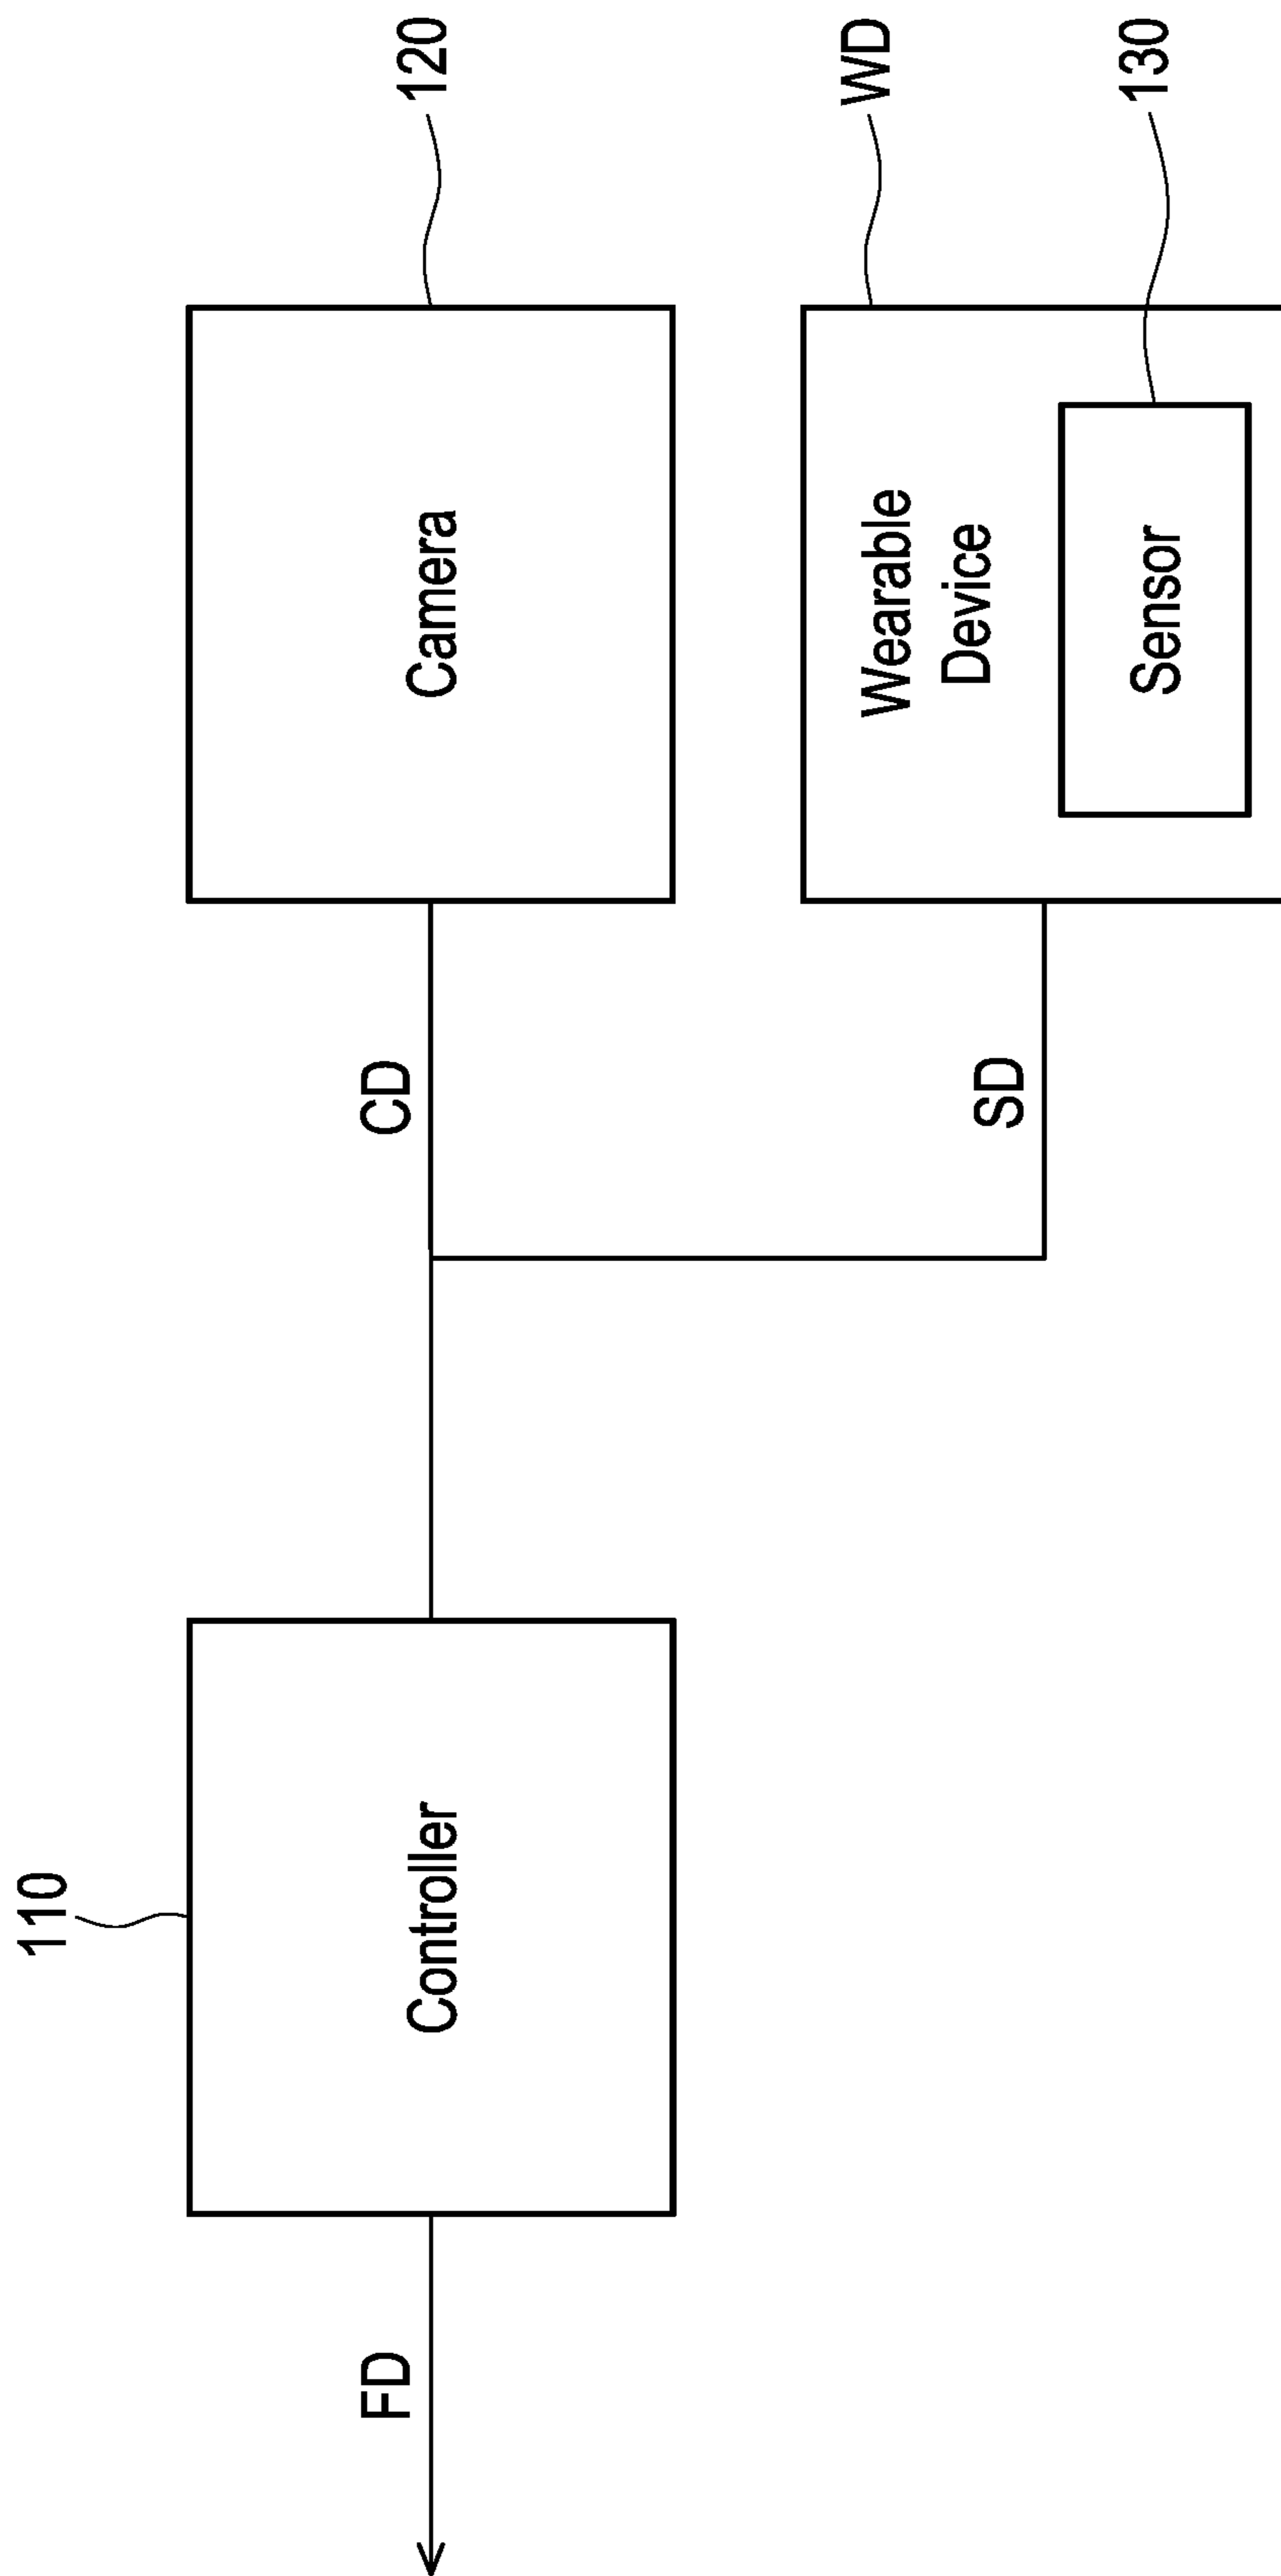 110
FD
Controller
CD
Camera
120
SD
Wearable
Device
WD
Sensor
130